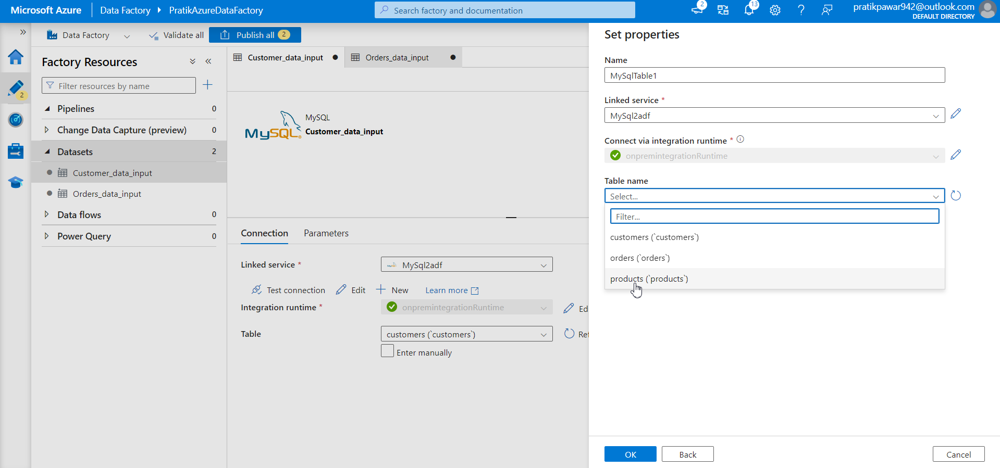 Microsoft Azure
Data Factory
PratikAzureDataFactory
Search factory and documentation
2
13
pratikpawar942@outlook.com
DEFAULT DIRECTORY
Data Factory
Validate all
Publish all
2
Factory Resources
Filter resources by name
2
Pipelines
0
Change Data Capture (preview)
0
Datasets
2
Customer_data_input
Orders_data_input
Data flows
0
Power Query
0
Customer_data_input
Orders_data_input
MySQL
MySQL
Customer_data_input
Connection
Parameters
Linked service *
MySql2adf
Test connection
Edit
New
Learn more
Integration runtime *
onpremintegrationRuntime
Ed
Table
customers (`customers`)
Ref
Enter manually
Set properties
Name
MySqlTable1
Linked service *
MySql2adf
Connect via integration runtime *
onpremintegrationRuntime
Table name
Select...
Filter...
customers (`customers`)
orders (`orders`)
products (`products`)
OK
Back
Cancel